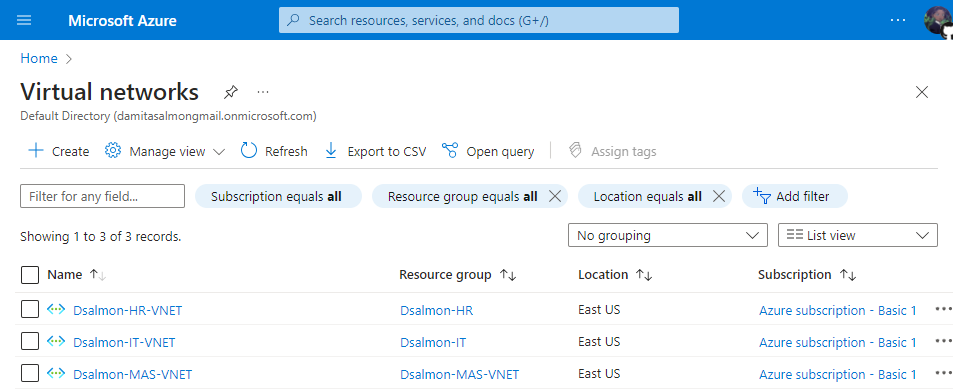 Microsoft Azure Search resources, services, and docs (G+/)
Home
Virtual networks
Default Directory (damitasalmongmail.onmicrosoft.com)
Create Manage view Refresh Export to CSV Open query Assign tags
Filter for any field... Subscription equals all Resource group equals all Location equals all Add filter
Showing 1 to 3 of 3 records. No grouping List view
Name Resource group Location Subscription
Dsalmon-HR-VNET Dsalmon-HR East US Azure subscription - Basic 1
Dsalmon-IT-VNET Dsalmon-IT East US Azure subscription - Basic 1
Dsalmon-MAS-VNET Dsalmon-MAS-VNET East US Azure subscription - Basic 1